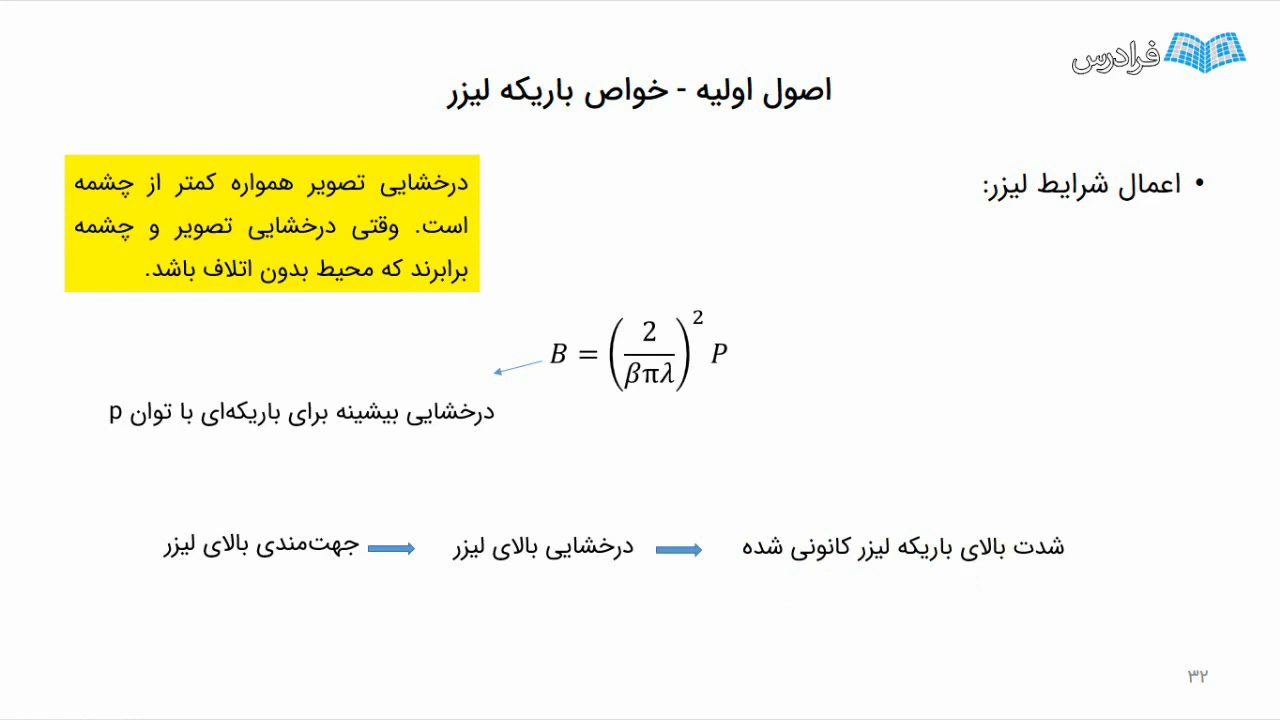 فرادرس
اصول اولیه - خواص باریکه لیزر
• اعمال شرایط لیزر:
درخشایی تصویر همواره کمتر از چشمه
است. وقتی درخشایی تصویر و چشمه
برابرند که محیط بدون اتلاف باشد.
B = (2/βπλ)² P
درخشایی بیشینه برای باریکه‌ای با توان p
جهت‌مندی بالای لیزر → درخشایی بالای لیزر → شدت بالای باریکه لیزر کانونی شده
۳۲